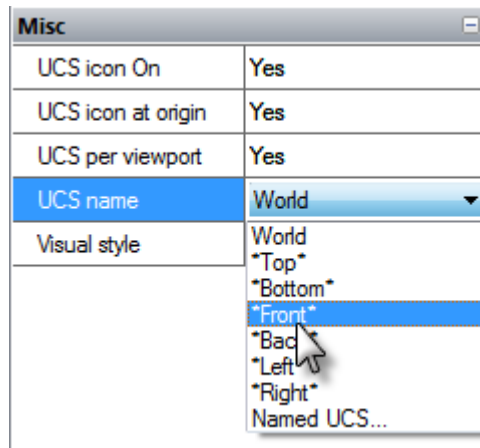 Misc
UCS icon On Yes
UCS icon at origin Yes
UCS per viewport Yes
UCS name World
Visual style
World
*Top*
*Bottom*
*Front*
*Left*
*Right*
Named UCS...